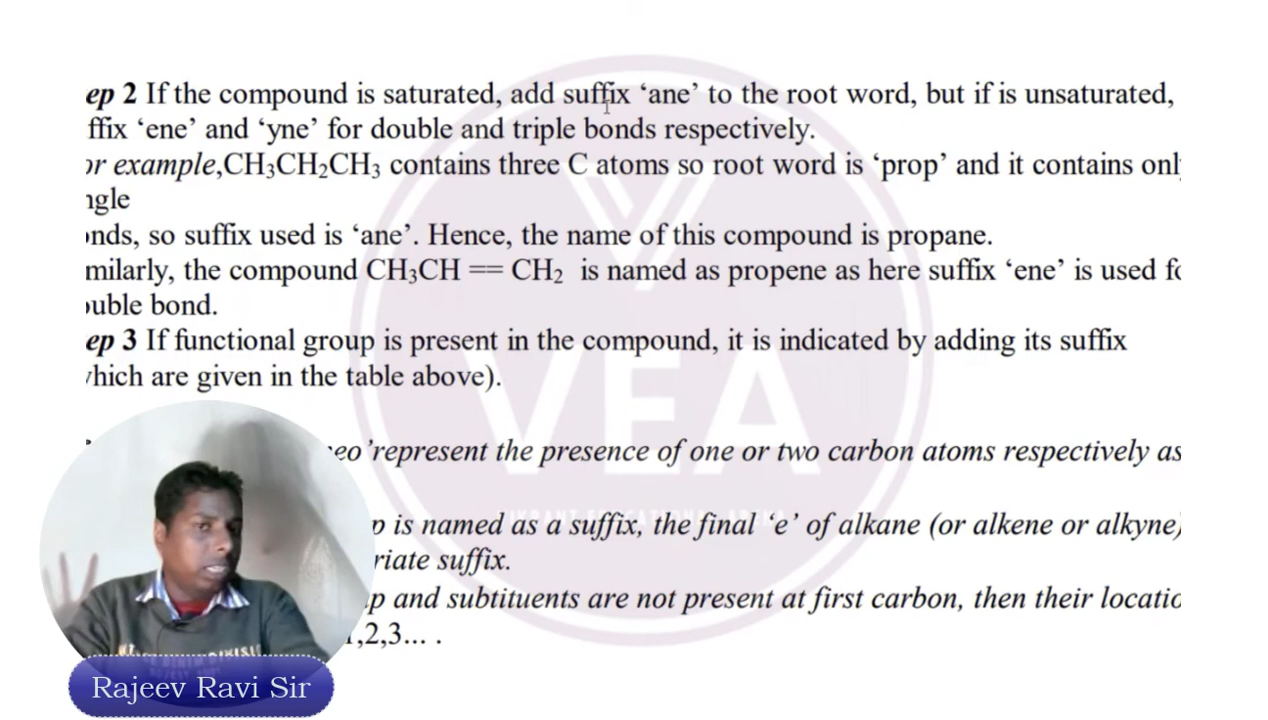 ep 2 If the compound is saturated, add suffix ‘ane’ to the root word, but if is unsaturated,
ffix ‘ene’ and ‘yne’ for double and triple bonds respectively.
or example,CH₃CH₂CH₃ contains three C atoms so root word is ‘prop’ and it contains onl
ngle
onds, so suffix used is ‘ane’. Hence, the name of this compound is propane.
milarly, the compound CH₃CH == CH₂ is named as propene as here suffix ‘ene’ is used fo
ouble bond.
ep 3 If functional group is present in the compound, it is indicated by adding its suffix
hich are given in the table above).
eo’represent the presence of one or two carbon atoms respectively as
p is named as a suffix, the final ‘e’ of alkane (or alkene or alkyne)
riate suffix.
p and subtituents are not present at first carbon, then their locatio
1,2,3... .
VEA
Rajeev Ravi Sir